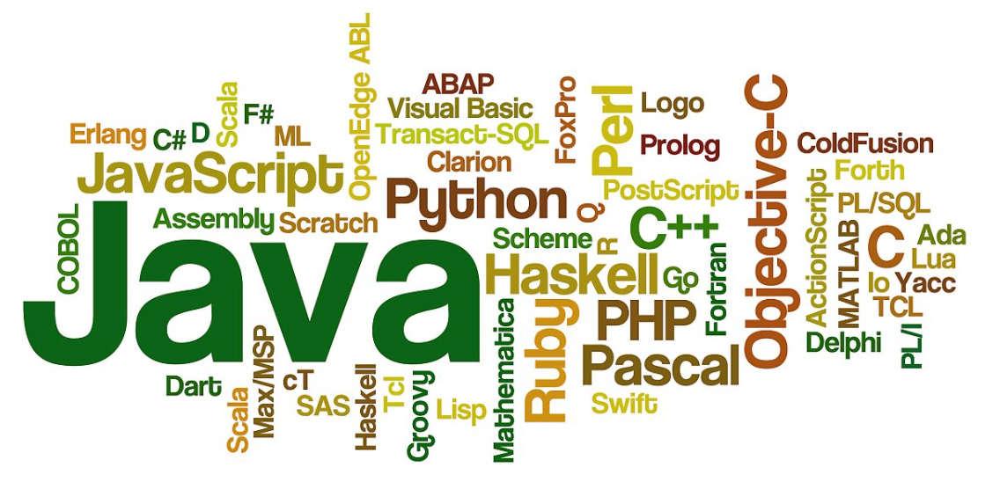 OpenEdge ABL
ABAP
FoxPro
Perl
Objective-C
Scala
F#
Visual Basic
Logo
Erlang
C#
D
ML
Transact-SQL
Prolog
ColdFusion
JavaScript
Clarion
Forth
Python
PostScript
ActionScript
PL/SQL
COBOL
Assembly
Scratch
Q
C++
MATLAB
Java
Scheme
R
C
Ada
Haskell
Go
Fortran
Lua
Io
Yacc
Mathematica
Ruby
PHP
TCL
Delphi
PL/I
Max/MSP
Pascal
Dart
cT
Haskell
Tcl
Groovy
Scala
SAS
Lisp
Swift